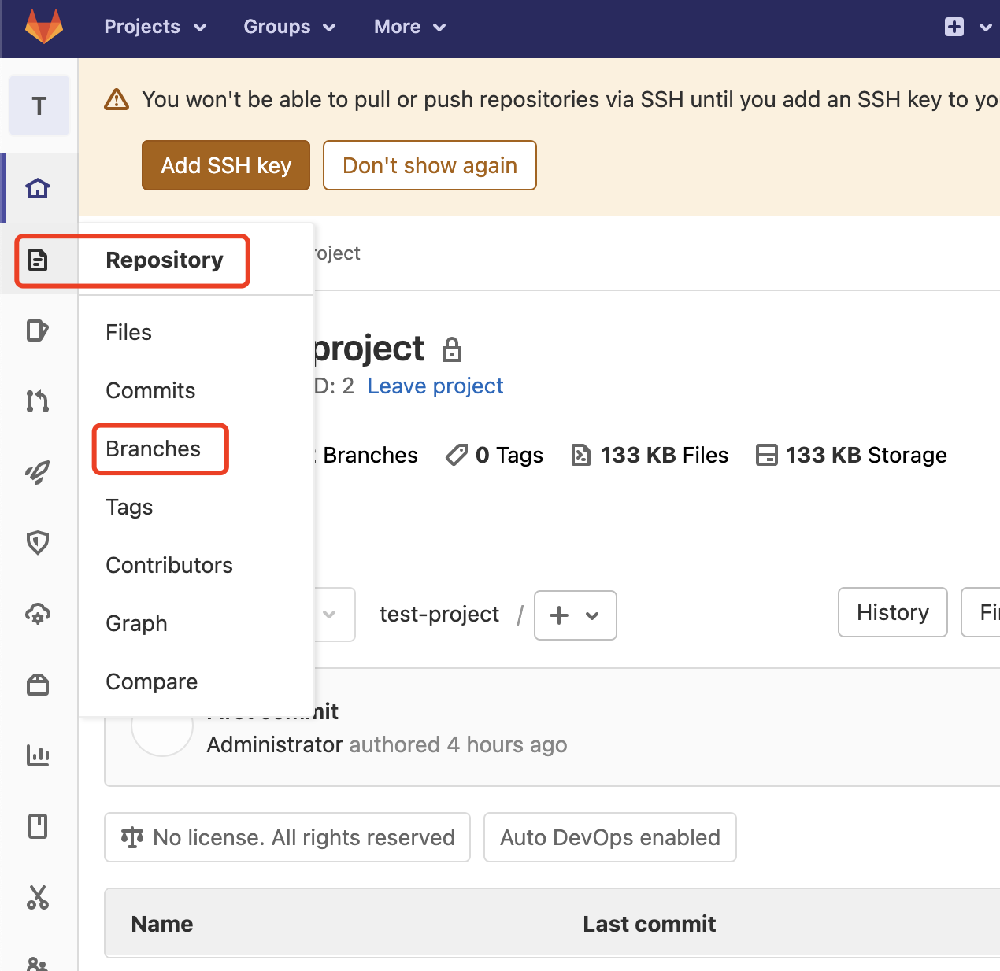 Projects Groups More
T
You won't be able to pull or push repositories via SSH until you add an SSH key to yo
Add SSH key Don't show again
Repository
roject
Files
project
Commits
D: 2 Leave project
Branches
Branches 0 Tags 133 KB Files 133 KB Storage
Tags
Contributors
Graph
test-project / History Fi
Compare
First commit
Administrator authored 4 hours ago
No license. All rights reserved Auto DevOps enabled
Name Last commit